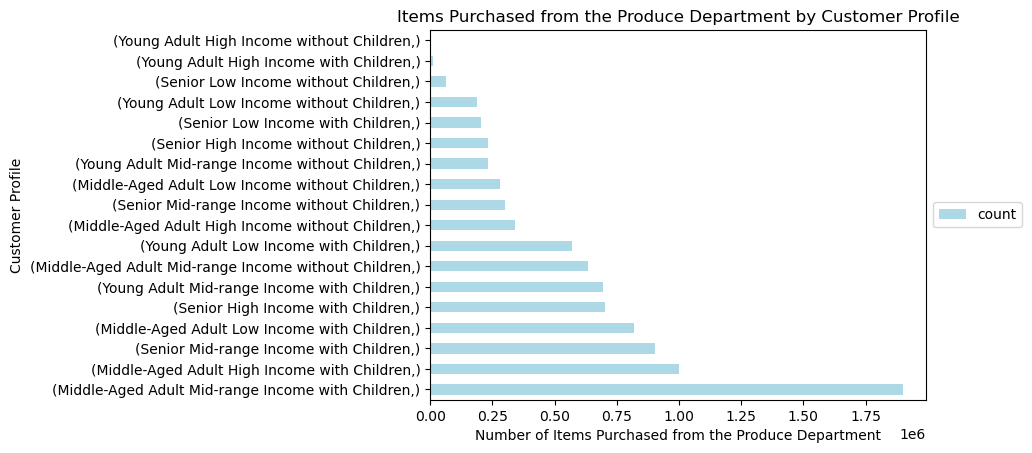 Items Purchased from the Produce Department by Customer Profile
(Young Adult High Income without Children,)
(Young Adult High Income with Children,)
(Senior Low Income without Children,)
(Young Adult Low Income without Children,)
(Senior Low Income with Children,)
(Senior High Income without Children,)
(Young Adult Mid-range Income without Children,)
(Middle-Aged Adult Low Income without Children,)
(Senior Mid-range Income without Children,)
(Middle-Aged Adult High Income without Children,)
(Young Adult Low Income with Children,)
(Middle-Aged Adult Mid-range Income without Children,)
(Young Adult Mid-range Income with Children,)
(Senior High Income with Children,)
(Middle-Aged Adult Low Income with Children,)
(Senior Mid-range Income with Children,)
(Middle-Aged Adult High Income with Children,)
(Middle-Aged Adult Mid-range Income with Children,)
Customer Profile
count
0.00 0.25 0.50 0.75 1.00 1.25 1.50 1.75
1e6
Number of Items Purchased from the Produce Department